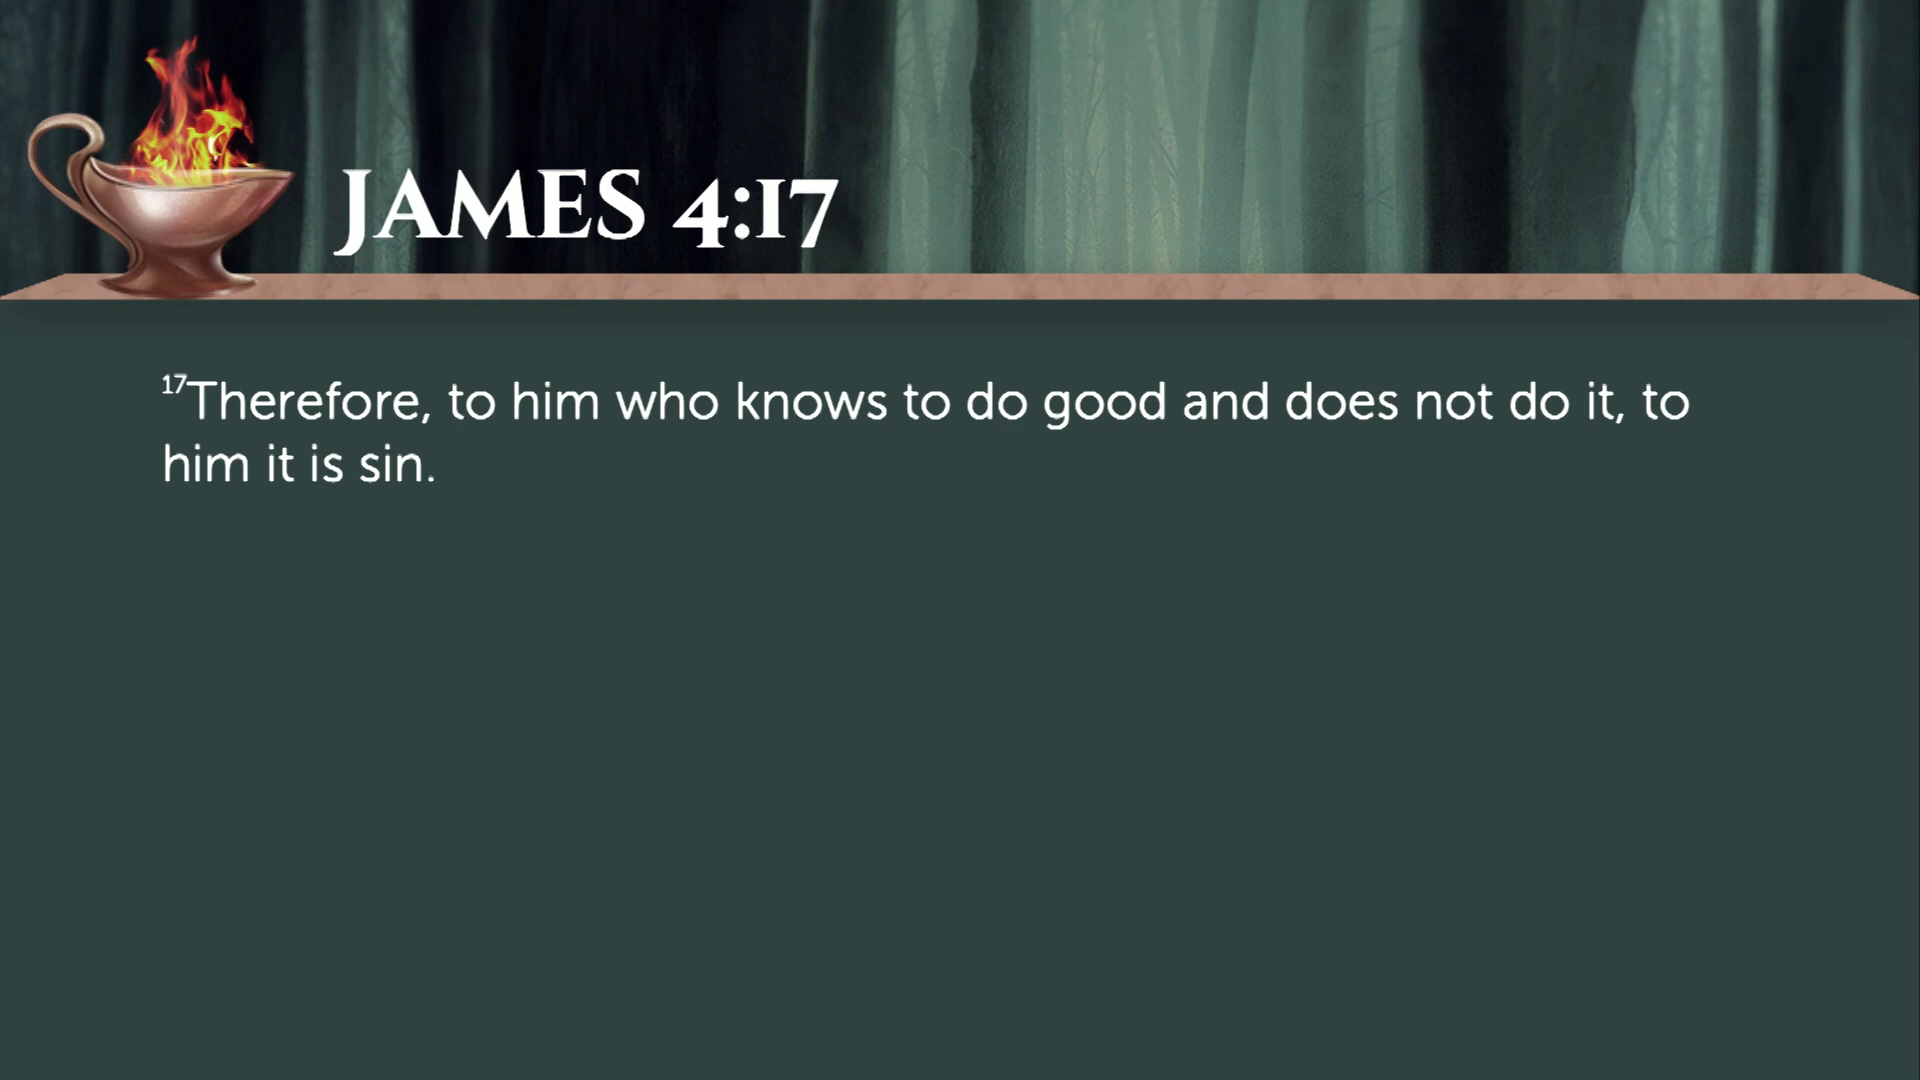 JAMES 4:17
17Therefore, to him who knows to do good and does not do it, to
him it is sin.